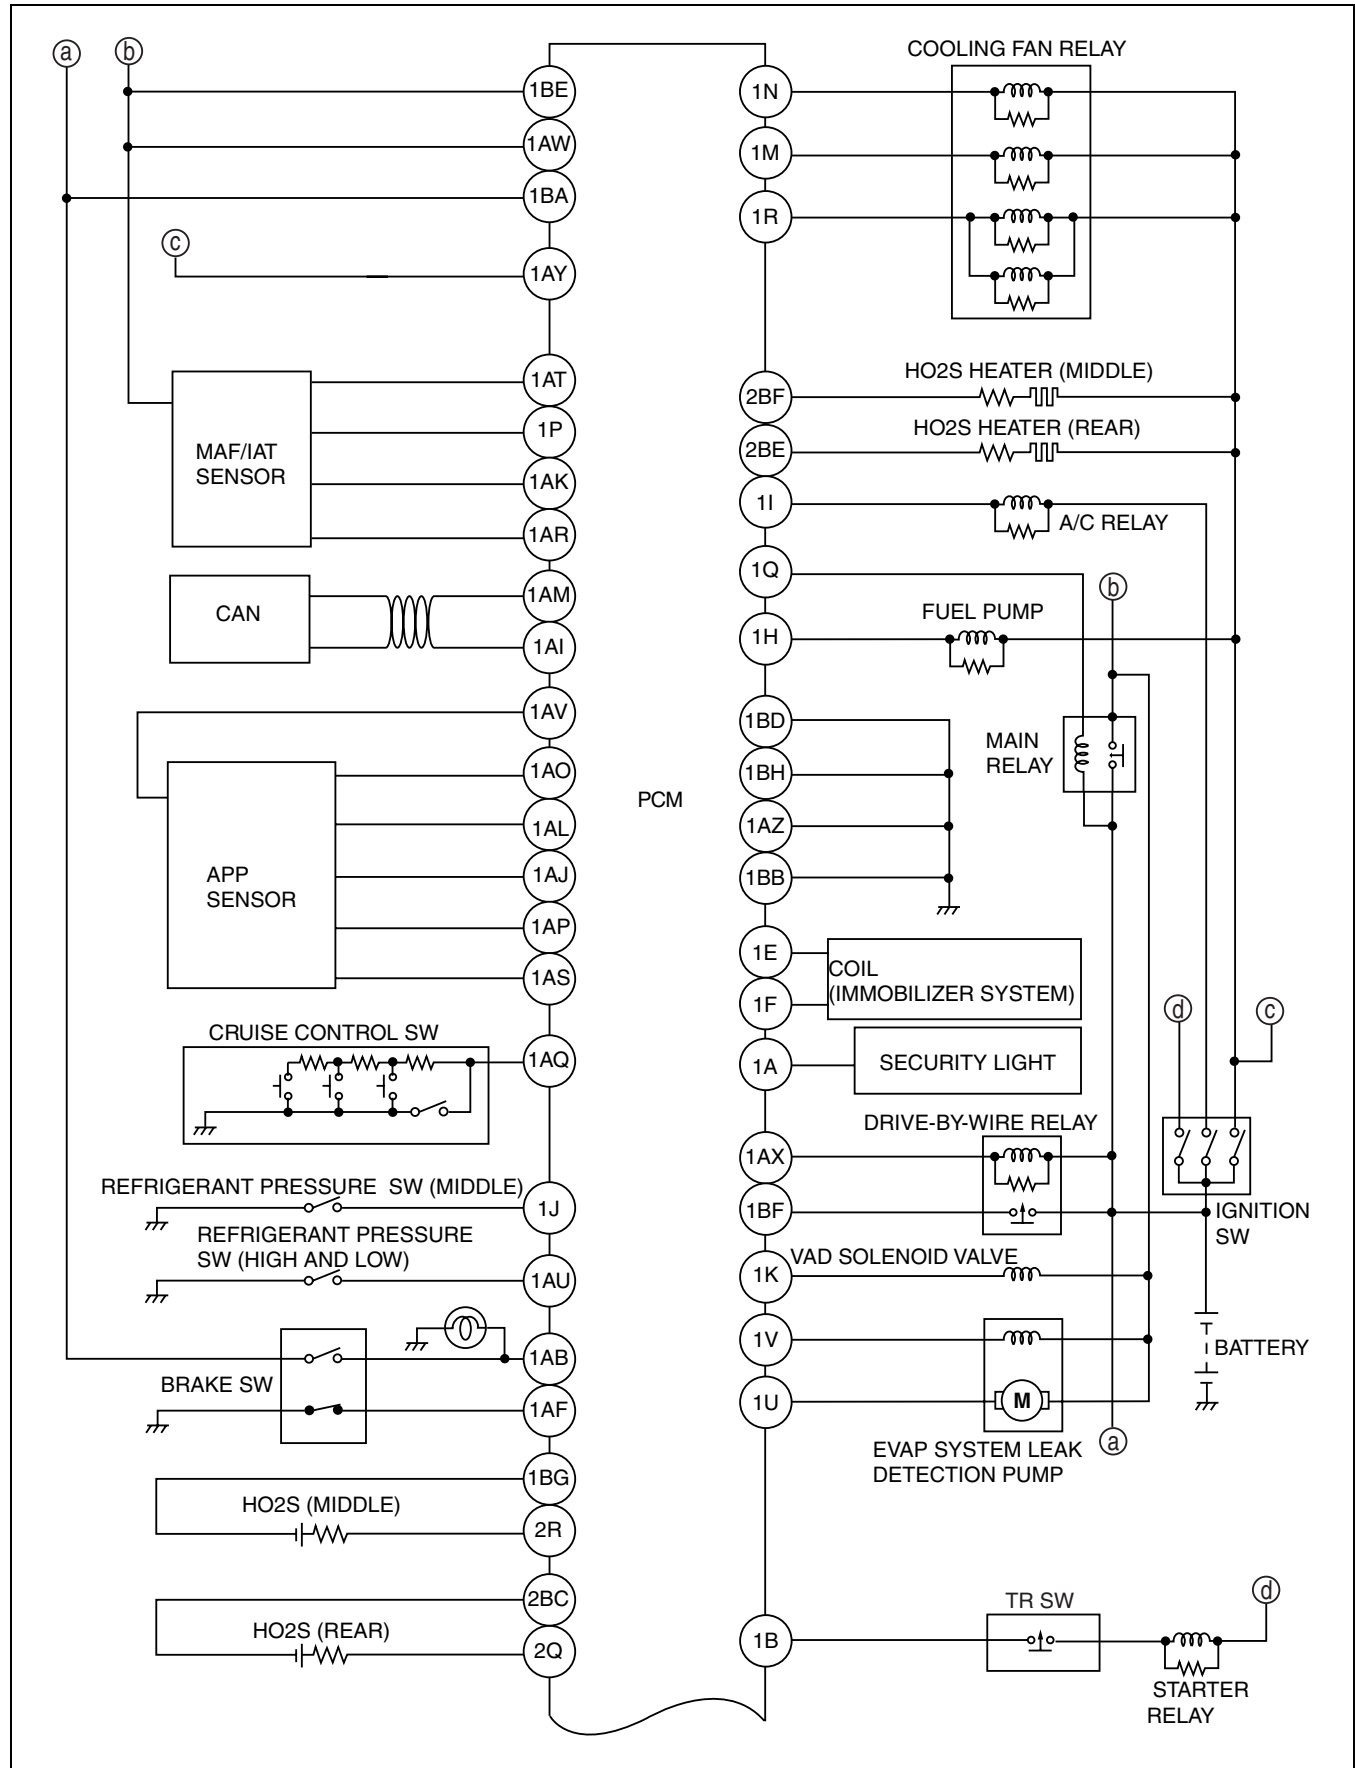 a
b
1BE
1AW
1BA
c
1AY
1AT
1P
1AK
1AR
MAF/IAT
SENSOR
CAN
1AM
1AI
1AV
1AO
1AL
1AJ
1AP
1AS
APP
SENSOR
CRUISE CONTROL SW
1AQ
REFRIGERANT PRESSURE SW (MIDDLE)
1J
REFRIGERANT PRESSURE
SW (HIGH AND LOW)
1AU
1AB
BRAKE SW
1AF
1BG
HO2S (MIDDLE)
2R
2BC
HO2S (REAR)
2Q
PCM
COOLING FAN RELAY
1N
1M
1R
HO2S HEATER (MIDDLE)
2BF
HO2S HEATER (REAR)
2BE
1I
A/C RELAY
1Q
b
FUEL PUMP
1H
MAIN
RELAY
1BD
1BH
1AZ
1BB
1E
COIL
(IMMOBILIZER SYSTEM)
1F
d
c
1A
SECURITY LIGHT
DRIVE-BY-WIRE RELAY
1AX
1BF
IGNITION
SW
VAD SOLENOID VALVE
1K
1V
BATTERY
1U
M
EVAP SYSTEM LEAK
DETECTION PUMP
a
d
TR SW
1B
STARTER
RELAY